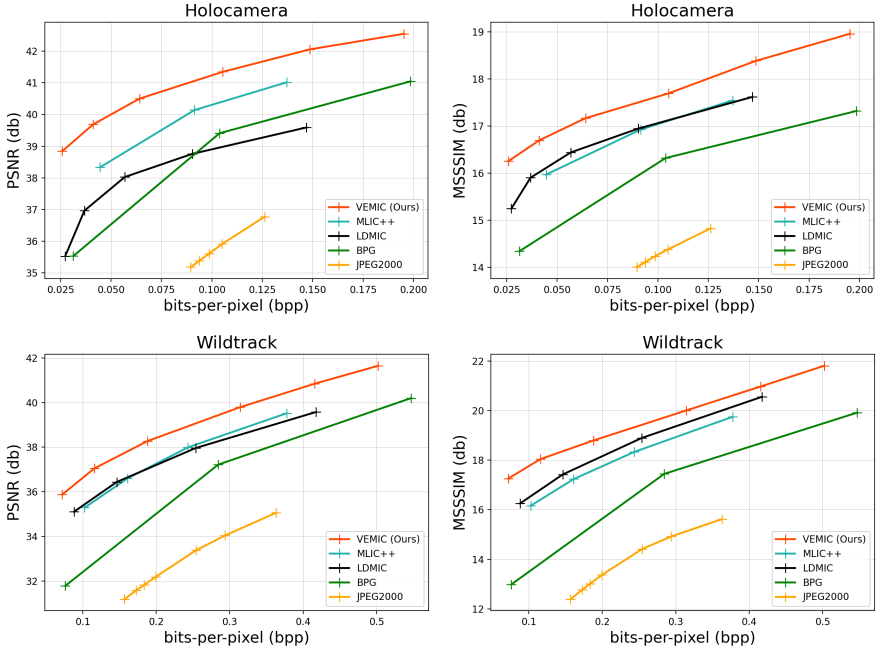 Holocamera
PSNR (db)
42
41
40
39
38
37
36
35
0.025 0.050 0.075 0.100 0.125 0.150 0.175 0.200
bits-per-pixel (bpp)
VEMIC (Ours)
MLIC++
LDMIC
BPG
JPEG2000
Holocamera
MSSSIM (db)
19
18
17
16
15
14
0.025 0.050 0.075 0.100 0.125 0.150 0.175 0.200
bits-per-pixel (bpp)
VEMIC (Ours)
MLIC++
LDMIC
BPG
JPEG2000
Wildtrack
PSNR (db)
42
40
38
36
34
32
0.1 0.2 0.3 0.4 0.5
bits-per-pixel (bpp)
VEMIC (Ours)
MLIC++
LDMIC
BPG
JPEG2000
Wildtrack
MSSSIM (db)
22
20
18
16
14
12
0.1 0.2 0.3 0.4 0.5
bits-per-pixel (bpp)
VEMIC (Ours)
MLIC++
LDMIC
BPG
JPEG2000